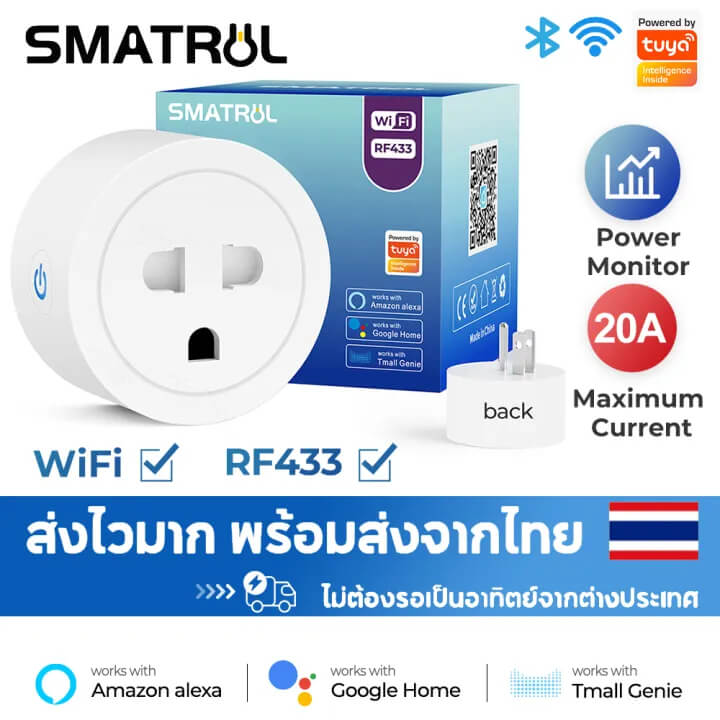 SMATRUL
Powered by
tuya
Intelligence
Inside
SMATRUL
WiFi
RF433
Powered by
tuya
Intelligence
Inside
works with
Amazon alexa
works with
Google Home
works with
Tmall Genie
CE
Made In China
Power
Monitor
20A
Maximum
Current
back
WiFi
RF433
ส่งไวมาก พร้อมส่งจากไทย
>>>>
ไม่ต้องรอเป็นอาทิตย์จากต่างประเทศ
works with
Amazon alexa
works with
Google Home
works with
Tmall Genie